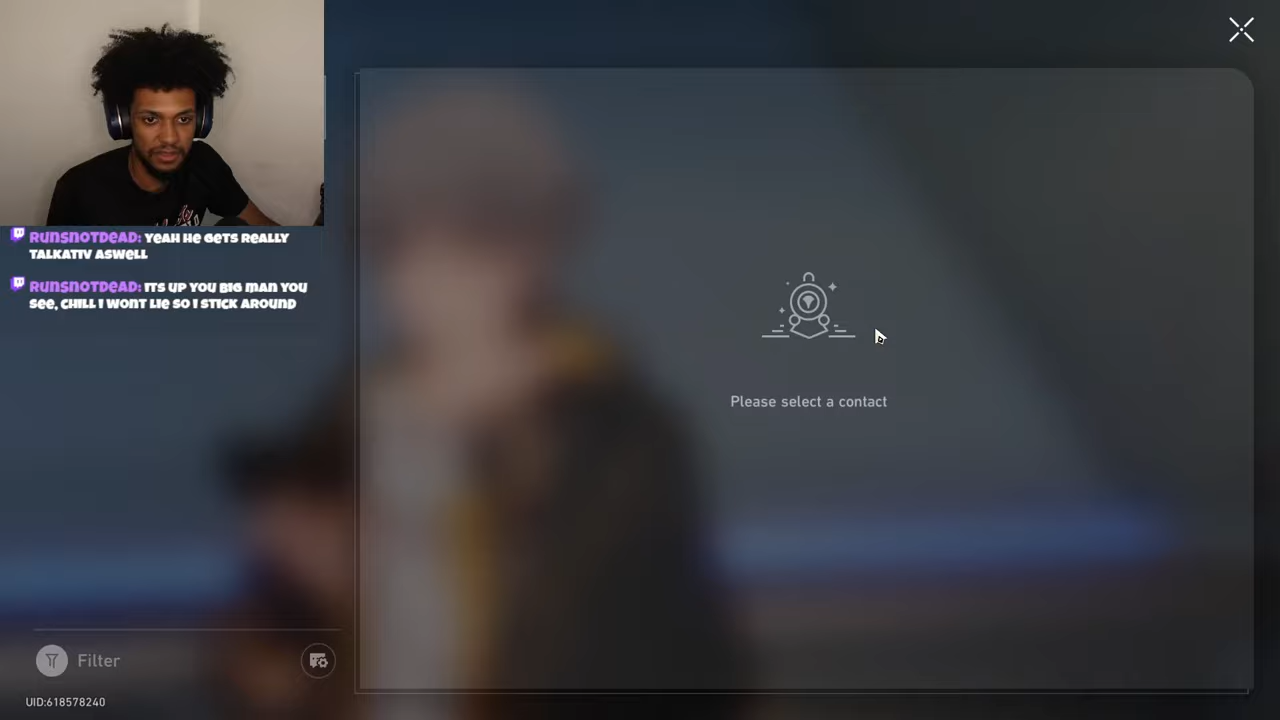 RUNSNOTDEAD: YEAH HE GETS REALLY
TALKATIV ASWELL
RUNSNOTDEAD: ITS UP YOU BIG MAN YOU
SEE, CHILL I WONT LIE SO I STICK AROUND
Please select a contact
Filter
UID:618578240